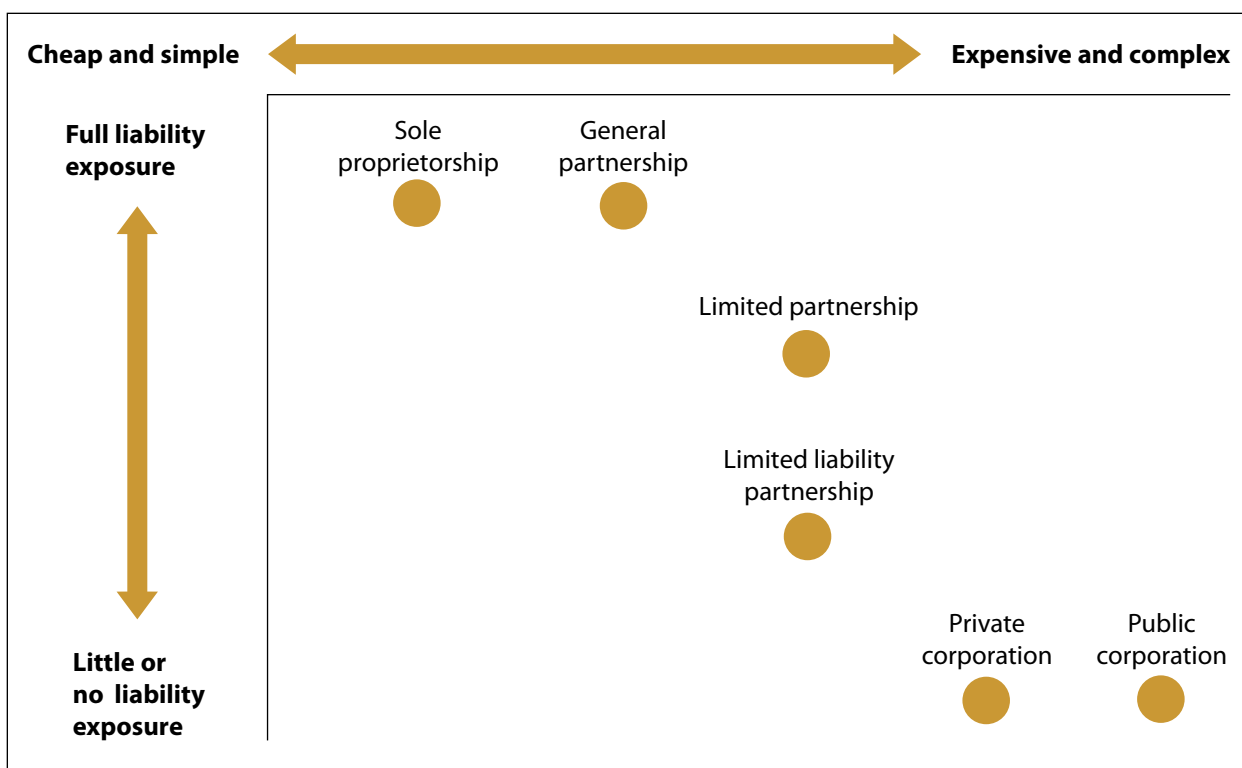 Cheap and simple
Expensive and complex
Full liability
exposure
Sole
proprietorship
General
partnership
Limited partnership
Limited liability
partnership
Private
corporation
Public
corporation
Little or
no liability
exposure